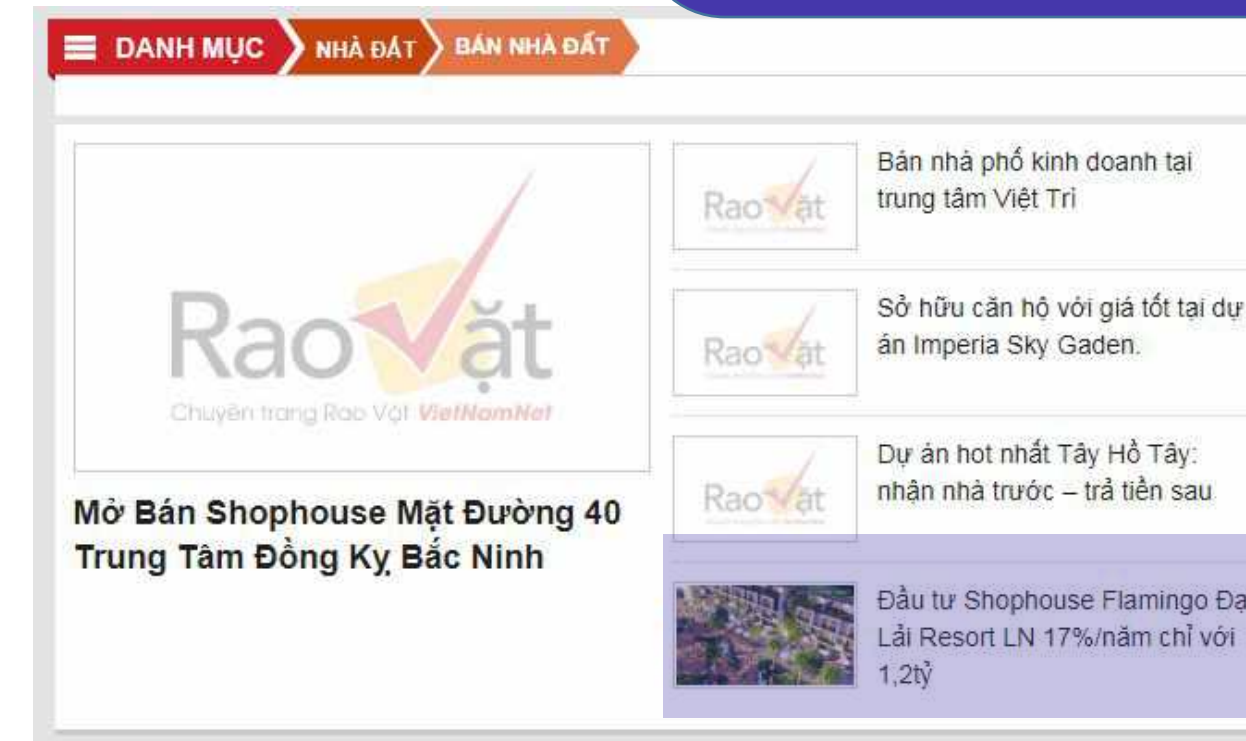 DANH MỤC
NHÀ ĐẤT
BÁN NHÀ ĐẤT
Rao Vặt
Chuyên trang Rao Vặt VietNamNet
Mở Bán Shophouse Mặt Đường 40
Trung Tâm Đồng Kỵ Bắc Ninh
Rao Vặt
Bán nhà phố kinh doanh tại
trung tâm Việt Trì
Rao Vặt
Sở hữu căn hộ với giá tốt tại dự
án Imperia Sky Gaden.
Rao Vặt
Dự án hot nhất Tây Hồ Tây:
nhận nhà trước – trả tiền sau
Đầu tư Shophouse Flamingo Đạ
Lải Resort LN 17%/năm chỉ với
1,2tỷ